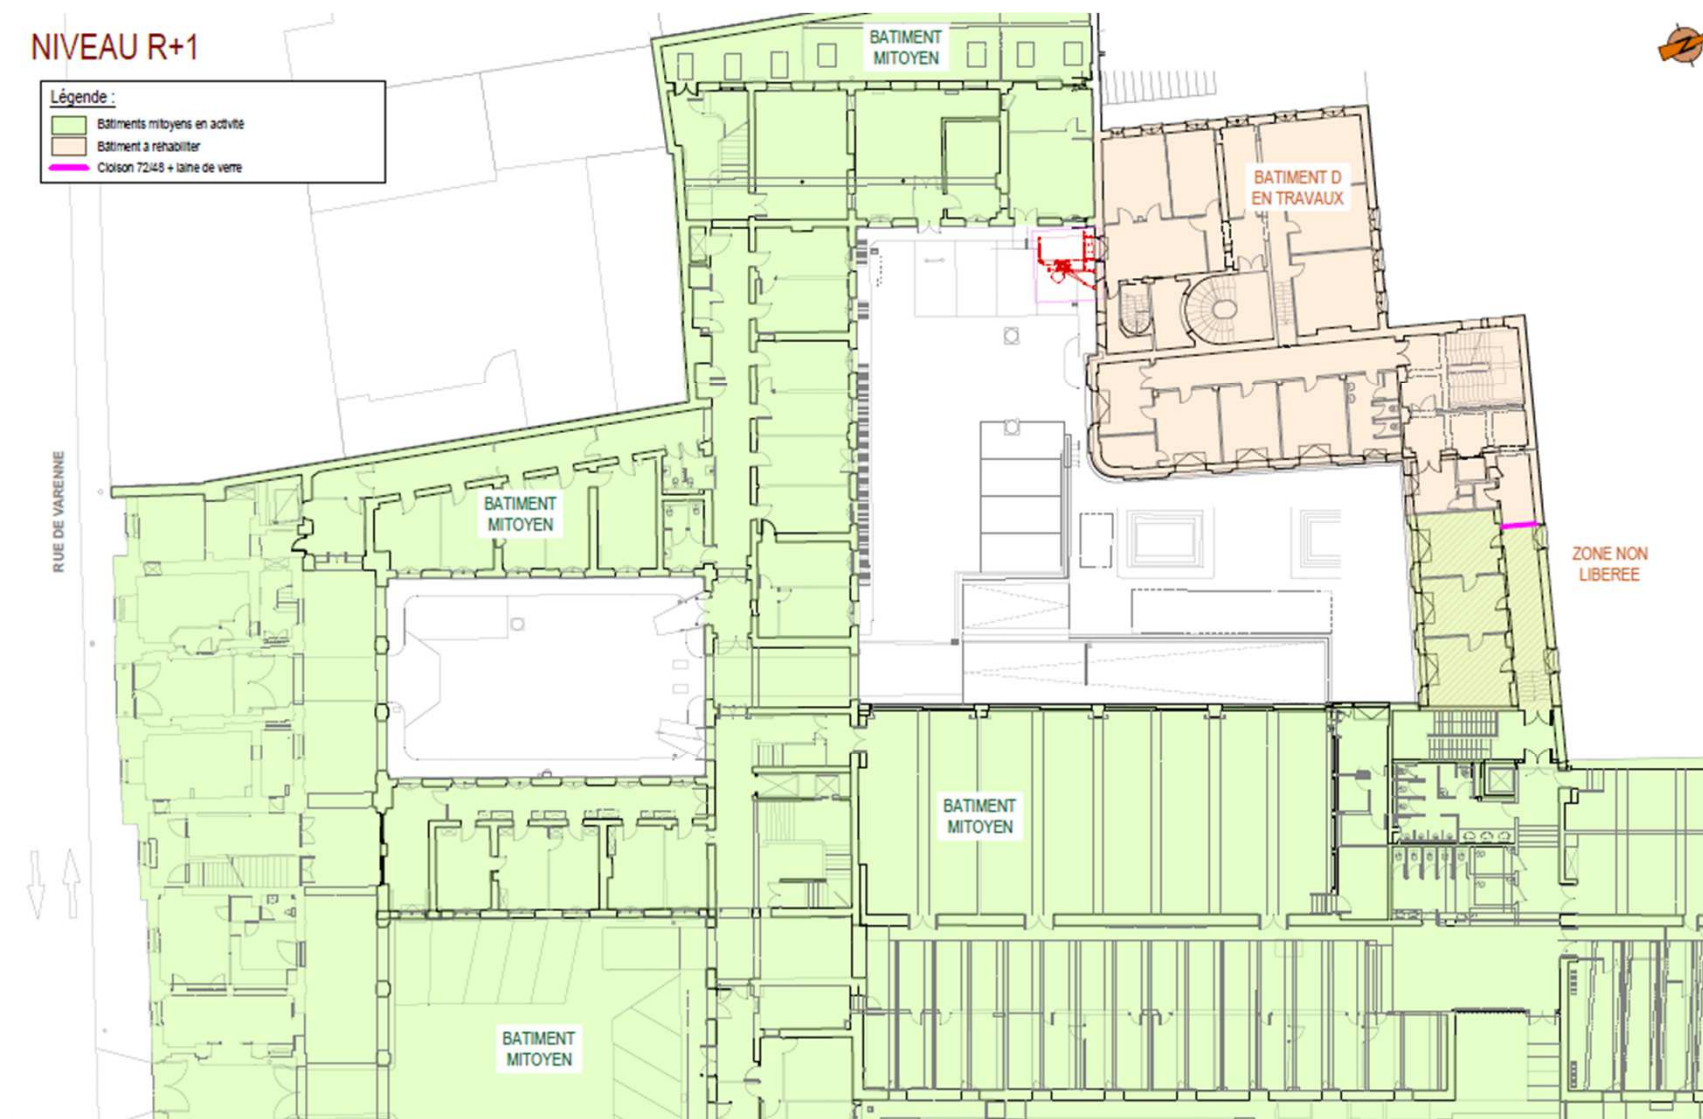 NIVEAU R+1
Légende :
Bâtiments mitoyens en activité
Bâtiment à réhabiliter
Cloison 72/48 + laine de verre
BATIMENT
MITOYEN
BATIMENT D
EN TRAVAUX
RUE DE VARENNE
BATIMENT
MITOYEN
ZONE NON
LIBEREE
BATIMENT
MITOYEN
BATIMENT
MITOYEN